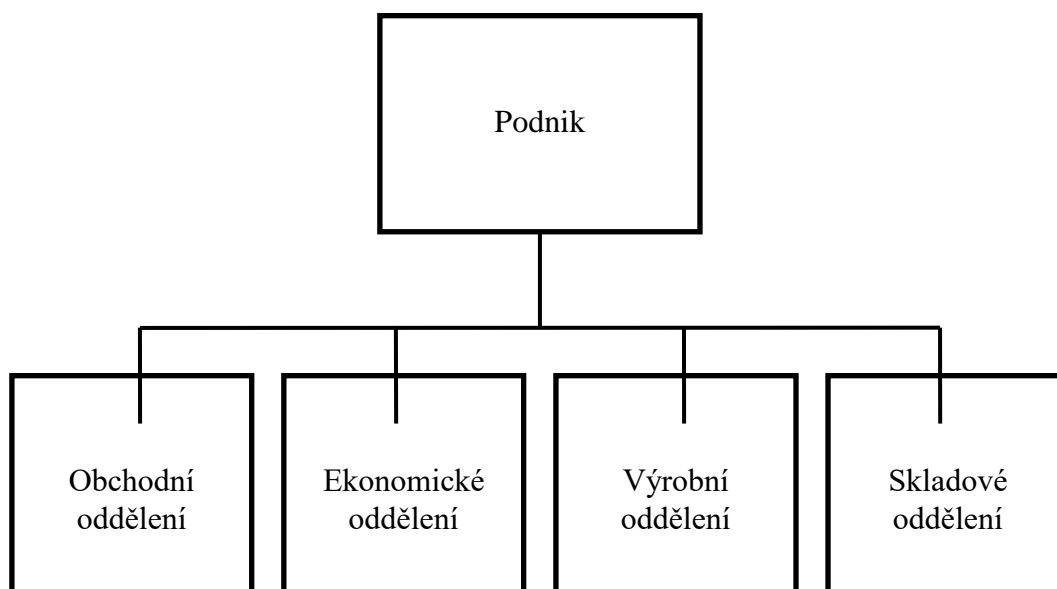 Podnik
Obchodní
oddělení
Ekonomické
oddělení
Výrobní
oddělení
Skladové
oddělení